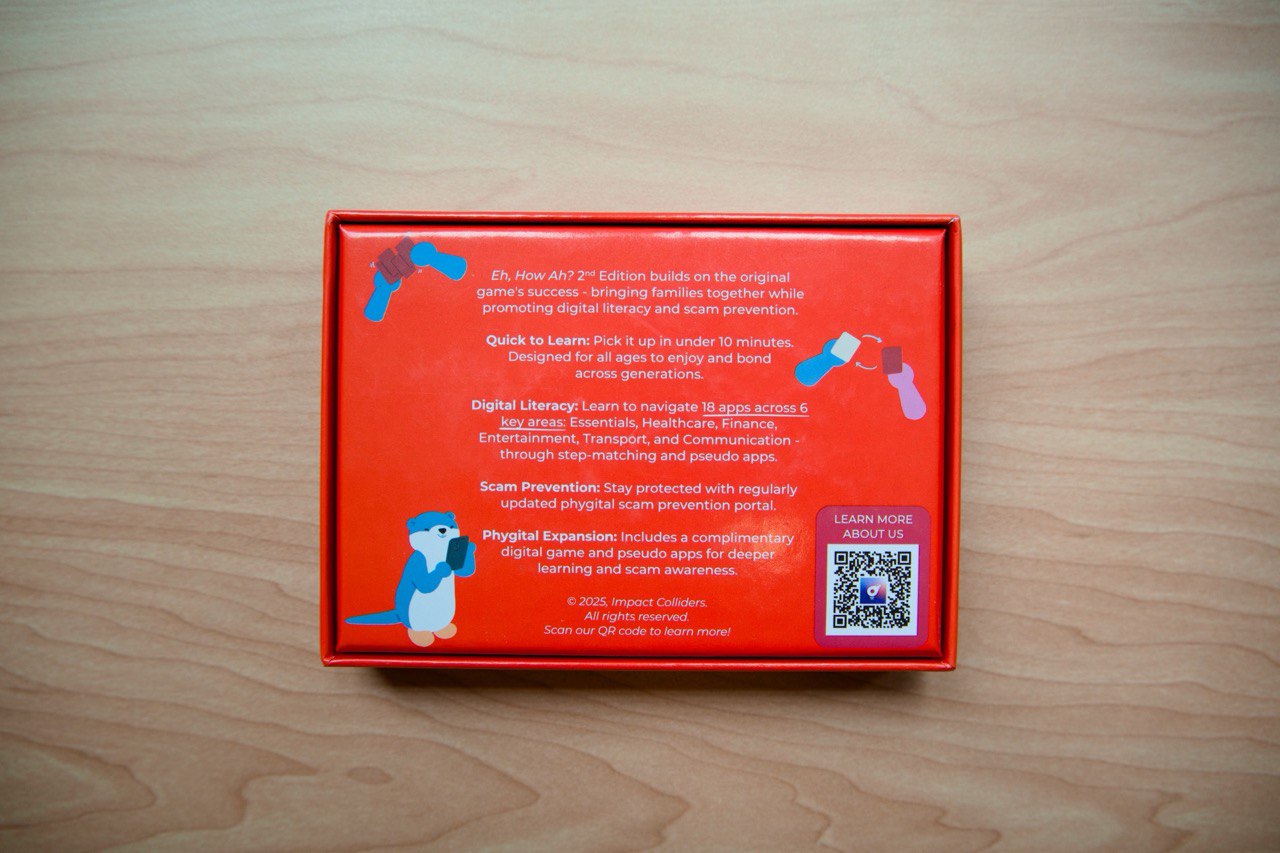 Eh, How Ah? 2nd Edition builds on the original
game's success - bringing families together while
promoting digital literacy and scam prevention.
Quick to Learn: Pick it up in under 10 minutes.
Designed for all ages to enjoy and bond
across generations.
Digital Literacy: Learn to navigate 18 apps across 6
key areas: Essentials, Healthcare, Finance,
Entertainment, Transport, and Communication -
through step-matching and pseudo apps.
Scam Prevention: Stay protected with regularly
updated phygital scam prevention portal.
Phygital Expansion: Includes a complimentary
digital game and pseudo apps for deeper
learning and scam awareness.
© 2025, Impact Colliders.
All rights reserved.
Scan our QR code to learn more!
LEARN MORE
ABOUT US